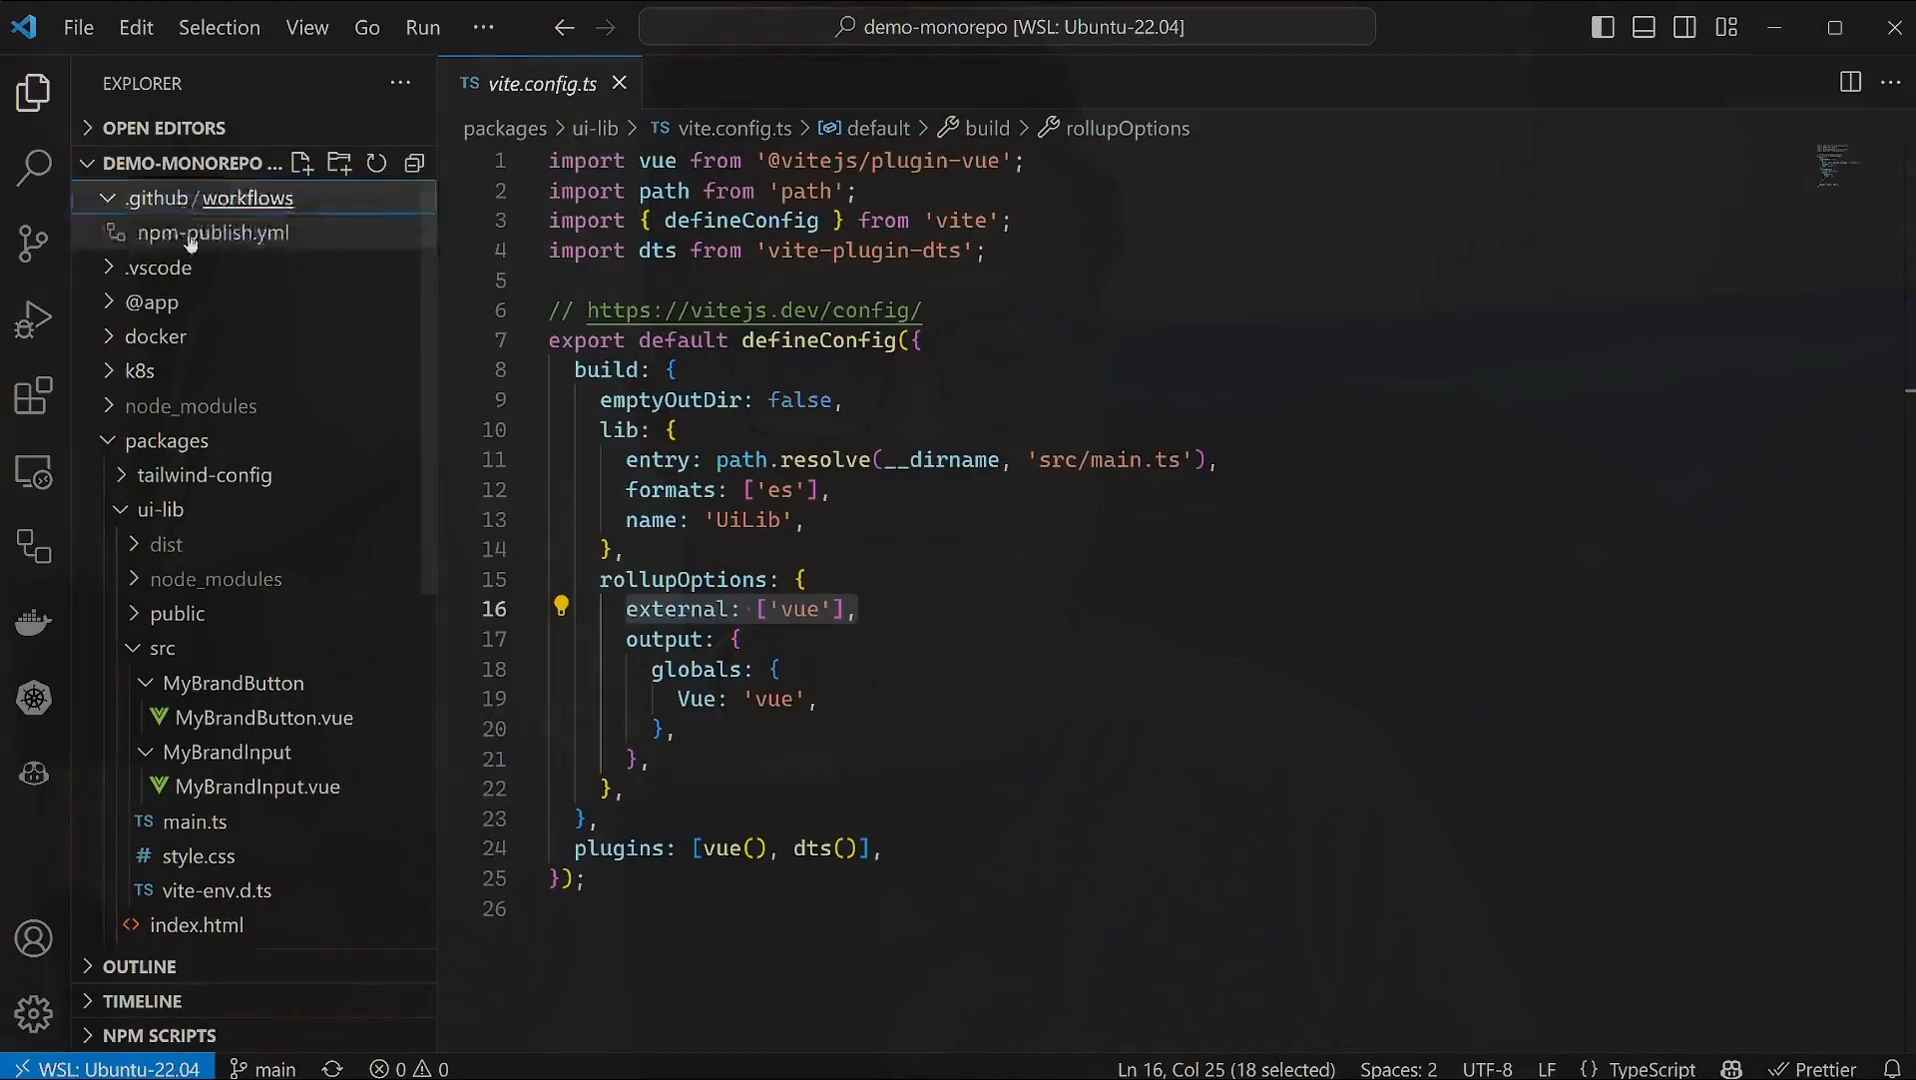 File Edit Selection View Go Run ···
demo-monorepo [WSL: Ubuntu-22.04]
EXPLORER
OPEN EDITORS
DEMO-MONOREPO ...
.github / workflows
npm-publish.yml
.vscode
@app
docker
k8s
node_modules
packages
tailwind-config
ui-lib
dist
node_modules
public
src
MyBrandButton
MyBrandButton.vue
MyBrandInput
MyBrandInput.vue
TS main.ts
# style.css
TS vite-env.d.ts
<> index.html
OUTLINE
TIMELINE
NPM SCRIPTS
TS vite.config.ts
packages > ui-lib > TS vite.config.ts > default > build > rollupOptions
1 import vue from '@vitejs/plugin-vue';
2 import path from 'path';
3 import { defineConfig } from 'vite';
4 import dts from 'vite-plugin-dts';
5
6 // https://vitejs.dev/config/
7 export default defineConfig({
8 build: {
9 emptyOutDir: false,
10 lib: {
11 entry: path.resolve(__dirname, 'src/main.ts'),
12 formats: ['es'],
13 name: 'UiLib',
14 },
15 rollupOptions: {
16 external: ['vue'],
17 output: {
18 globals: {
19 Vue: 'vue',
20 },
21 },
22 },
23 },
24 plugins: [vue(), dts()],
25 });
26
WSL: Ubuntu-22.04 main 0 0 Ln 16, Col 25 (18 selected) Spaces: 2 UTF-8 LF {} TypeScript Prettier